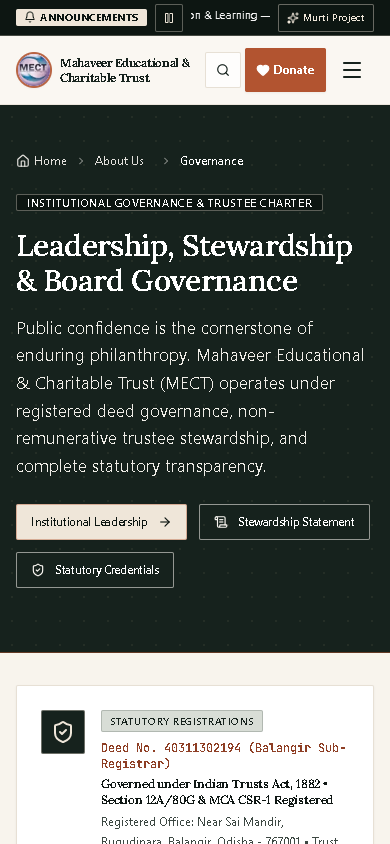 ANNOUNCEMENTS
on & Learning —
Murti Project
MECT
Mahaveer Educational &
Charitable Trust
Donate
Home
About Us
Governance
INSTITUTIONAL GOVERNANCE & TRUSTEE CHARTER
Leadership, Stewardship
& Board Governance
Public confidence is the cornerstone of
enduring philanthropy. Mahaveer Educational
& Charitable Trust (MECT) operates under
registered deed governance, non-
remunerative trustee stewardship, and
complete statutory transparency.
Institutional Leadership
Stewardship Statement
Statutory Credentials
STATUTORY REGISTRATIONS
Deed No. 40311302194 (Balangir Sub-
Registrar)
Governed under Indian Trusts Act, 1882 •
Section 12A/80G & MCA CSR-1 Registered
Registered Office: Near Sai Mandir,
Rugudipara, Balangir, Odisha - 767001 • Trust